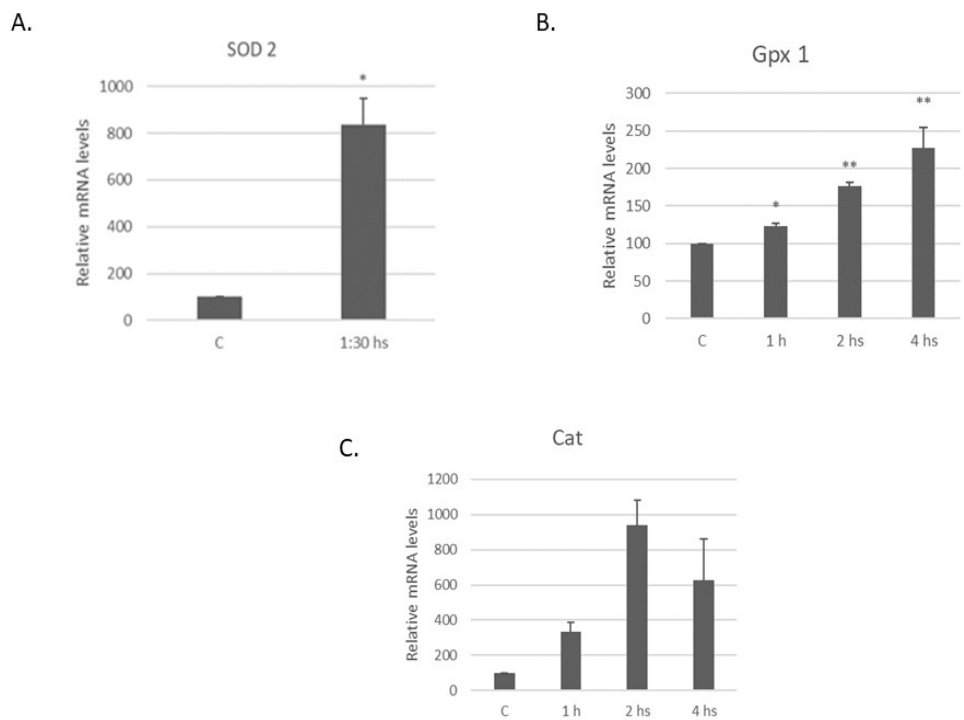 A.
SOD 2
Relative mRNA levels
1000
800
600
400
200
0
*
C
1:30 hs
B.
Gpx 1
Relative mRNA levels
300
250
200
150
100
50
0
*
**
**
C
1 h
2 hs
4 hs
C.
Cat
Relative mRNA levels
1200
1000
800
600
400
200
0
C
1 h
2 hs
4 hs